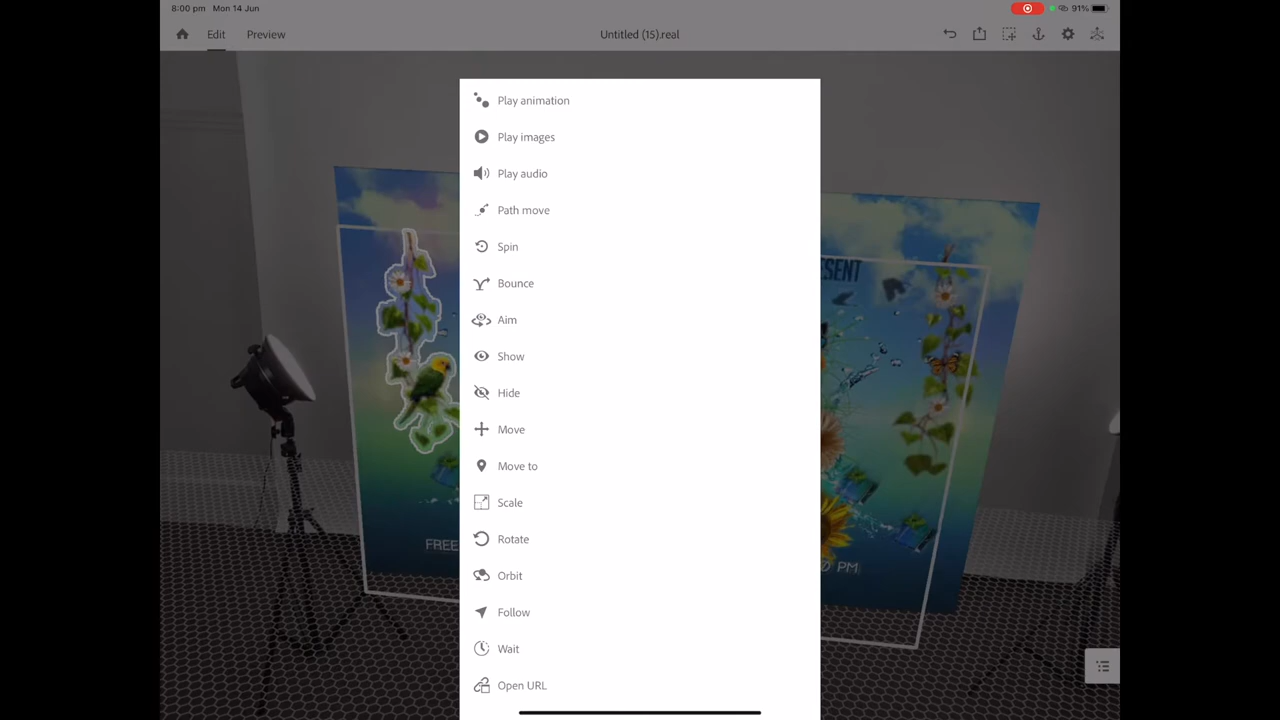 8:00 pm Mon 14 Jun
91%
Edit Preview Untitled (15).real
Play animation
Play images
Play audio
Path move
Spin
Bounce
Aim
Show
Hide
Move
Move to
Scale
Rotate
Orbit
Follow
Wait
Open URL
ESENT
FREE
PM